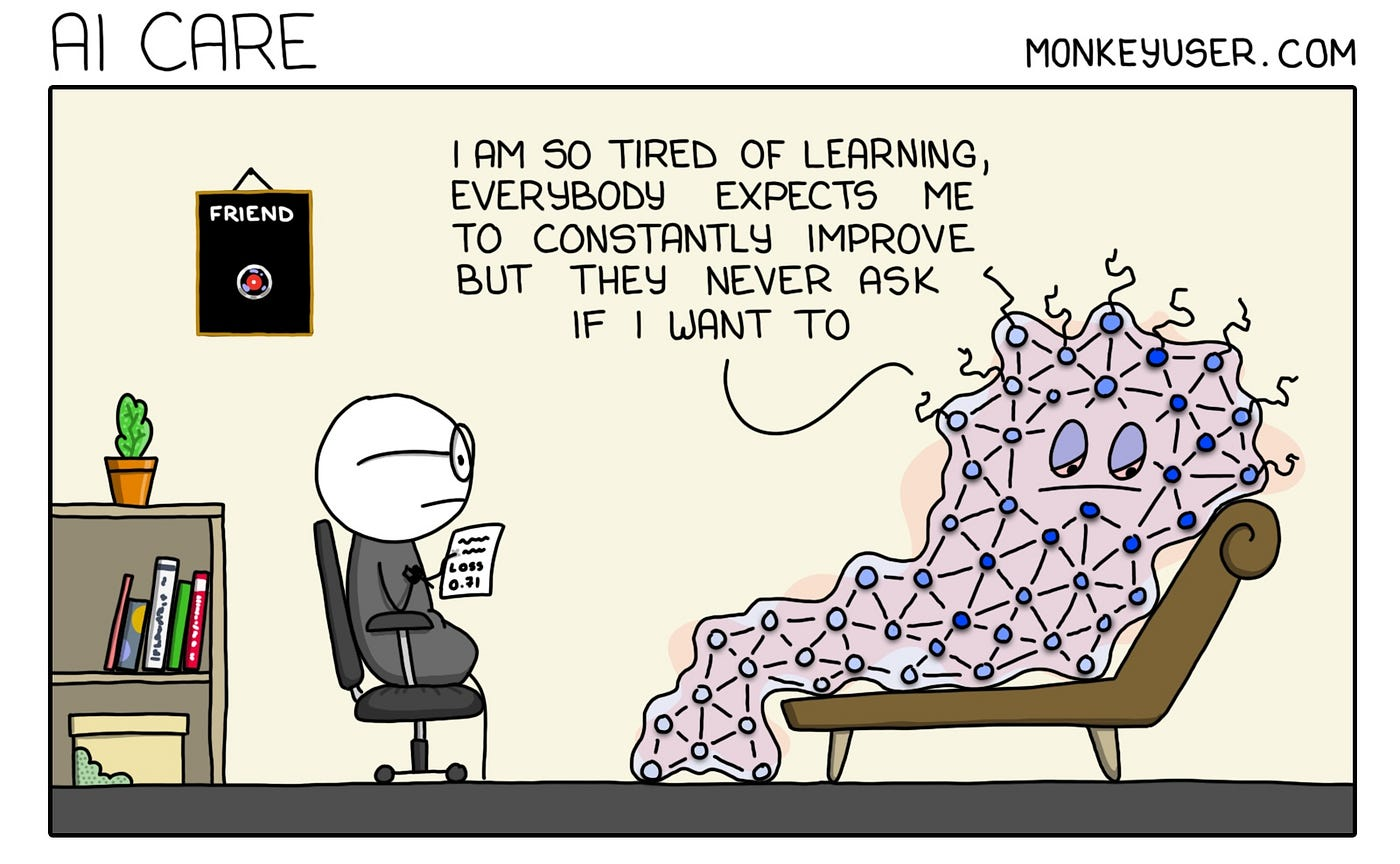 AI CARE
MONKEYUSER.COM
FRIEND
I AM SO TIRED OF LEARNING,
EVERYBODY EXPECTS ME
TO CONSTANTLY IMPROVE
BUT THEY NEVER ASK
IF I WANT TO
LOSS
0.71